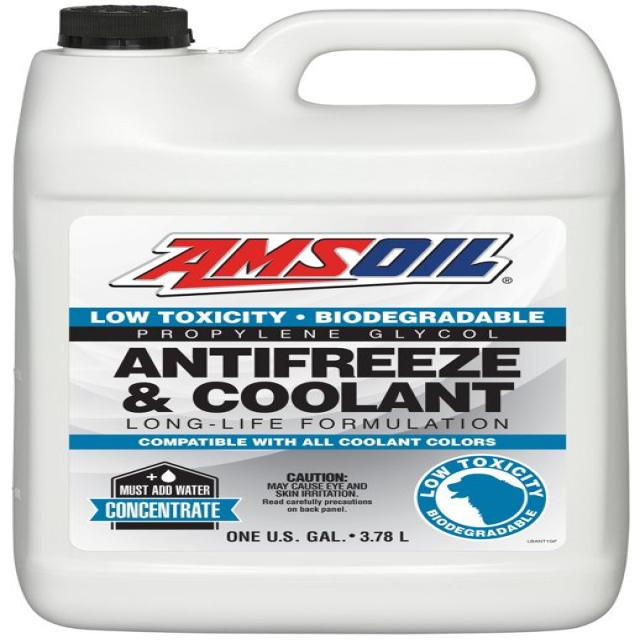 AMSOIL®
LOW TOXICITY • BIODEGRADABLE
PROPYLENE GLYCOL
ANTIFREEZE
& COOLANT
LONG-LIFE FORMULATION
COMPATIBLE WITH ALL COOLANT COLORS
+
MUST ADD WATER
CONCENTRATE
CAUTION:
MAY CAUSE EYE AND
SKIN IRRITATION.
Read carefully precautions
on back panel.
LOW TOXICITY
BIODEGRADABLE
ONE U.S. GAL. • 3.78 L